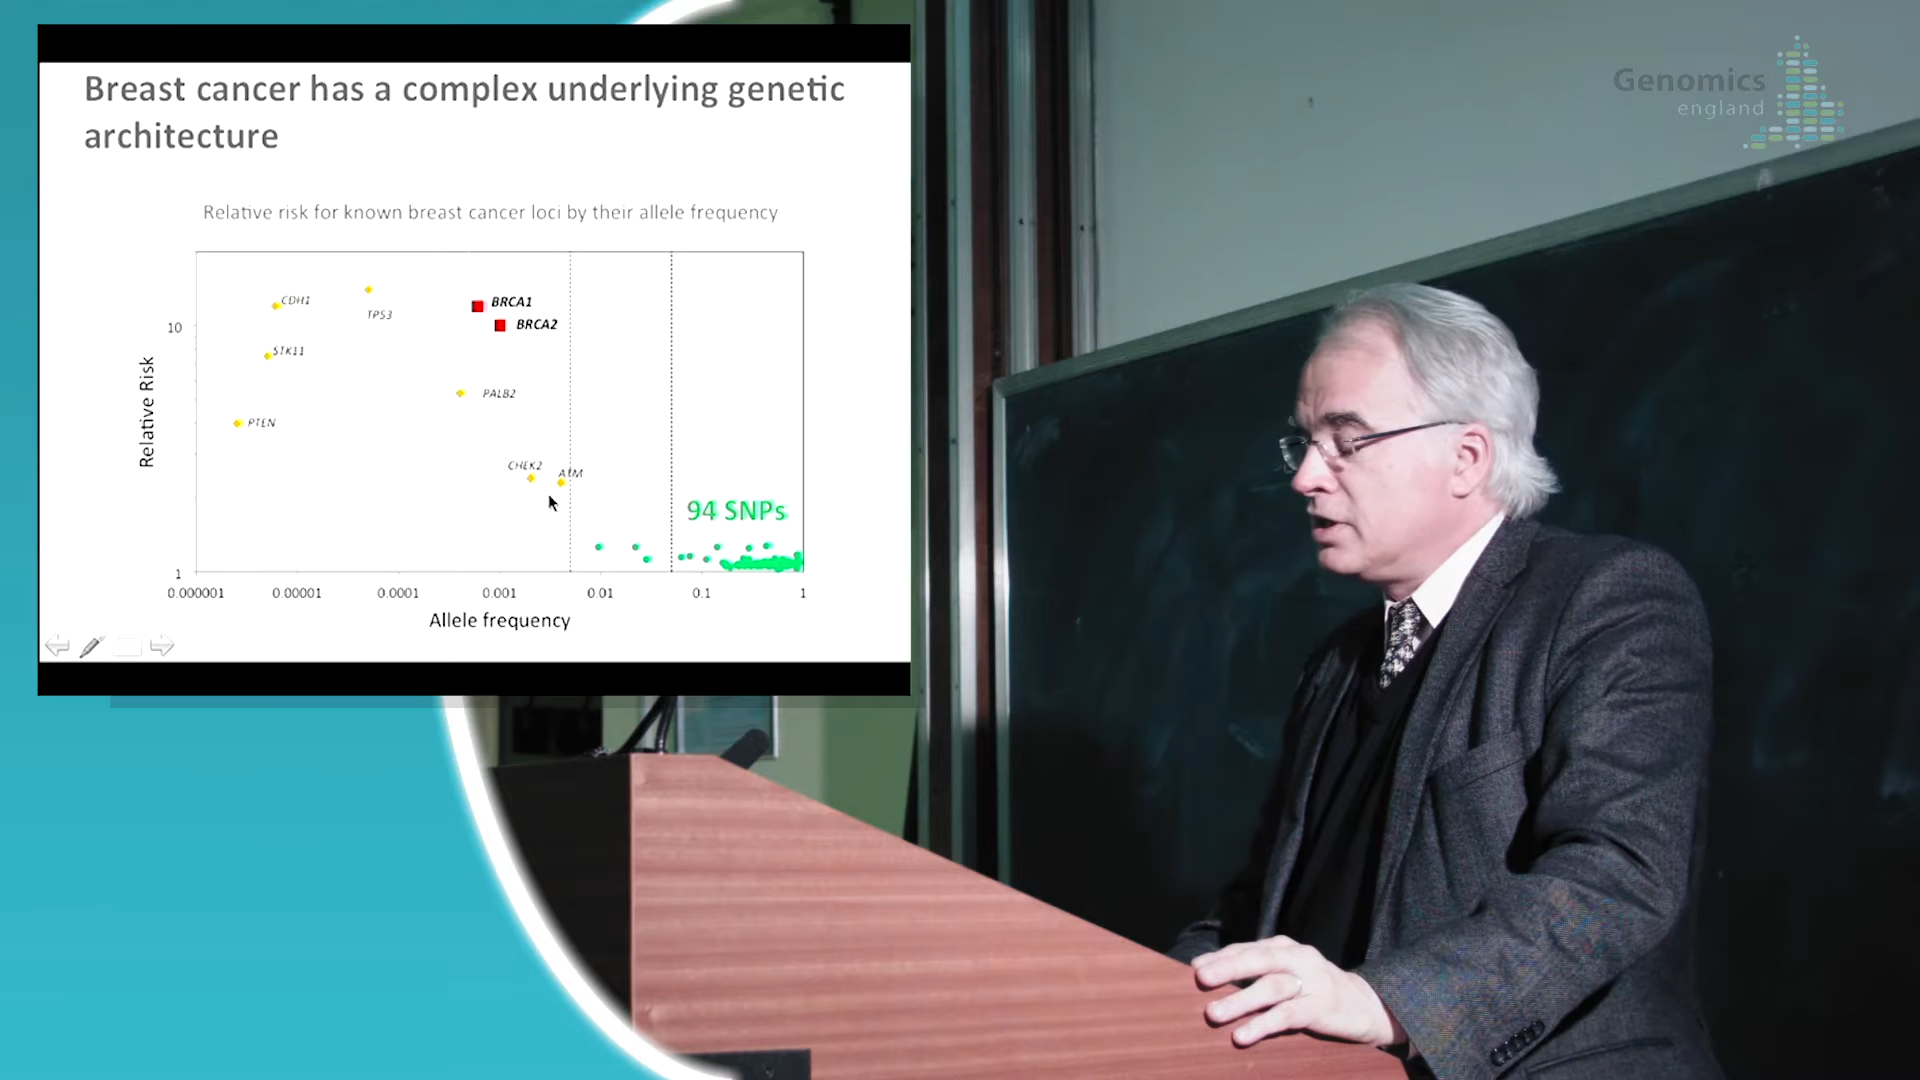 Breast cancer has a complex underlying genetic
architecture
Relative risk for known breast cancer loci by their allele frequency
CDH1
TP53
BRCA1
BRCA2
10
STK11
Relative Risk
PALB2
PTEN
CHEK2
ATM
94 SNPs
1
0.000001 0.00001 0.0001 0.001 0.01 0.1 1
Allele frequency
Genomics
england